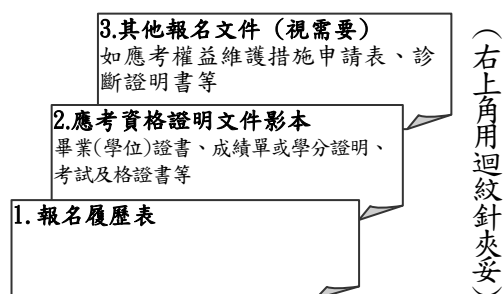 3.其他報名文件（視需要）
如應考權益維護措施申請表、診
斷證明書等
2.應考資格證明文件影本
畢業(學位)證書、成績單或學分證明、
考試及格證書等
1.報名履歷表
（右上角用迴紋針夾妥）